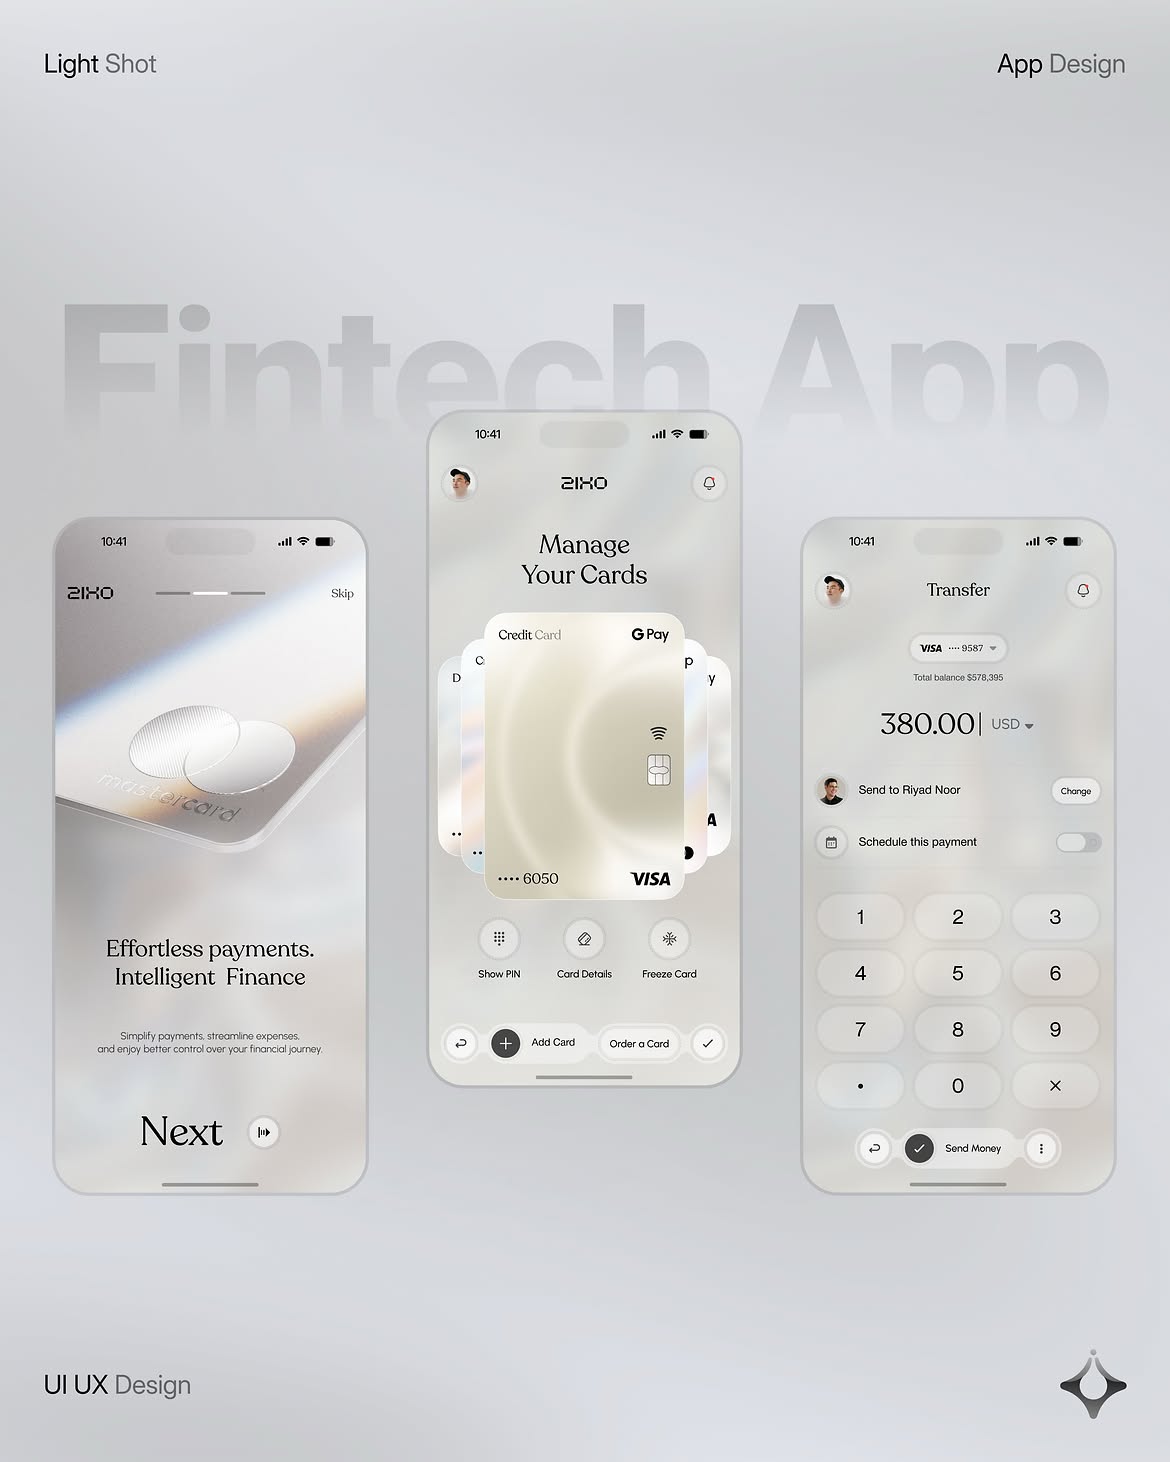 Light Shot
App Design
Fintech App
10:41
ZIXO
Skip
mastercard
Effortless payments.
Intelligent Finance
Simplify payments, streamline expenses,
and enjoy better control over your financial journey.
Next
10:41
ZIXO
Manage
Your Cards
Credit Card
G Pay
D
C
p
y
A
•• ••
•••• 6050
VISA
Show PIN
Card Details
Freeze Card
Add Card
Order a Card
10:41
Transfer
VISA •••• 9587
Total balance $578,395
380.00
USD
Send to Riyad Noor
Change
Schedule this payment
1 2 3
4 5 6
7 8 9
• 0 ×
Send Money
UI UX Design